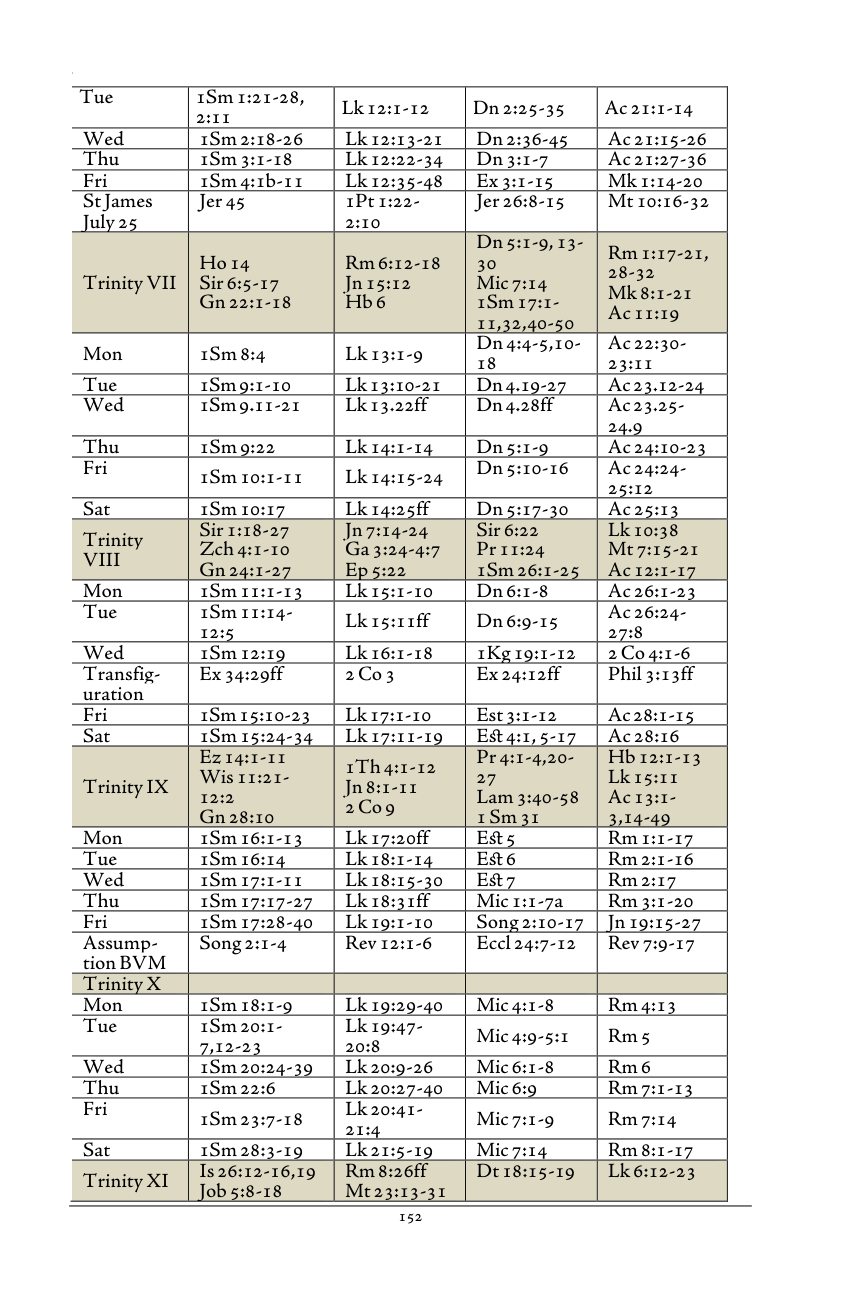 Tue 1Sm 1:21-28, Lk 12:1-12 Dn 2:25-35 Ac 21:1-14
2:11
Wed 1Sm 2:18-26 Lk 12:13-21 Dn 2:36-45 Ac 21:15-26
Thu 1Sm 3:1-18 Lk 12:22-34 Dn 3:1-7 Ac 21:27-36
Fri 1Sm 4:1b-11 Lk 12:35-48 Ex 3:1-15 Mk 1:14-20
St James Jer 45 1Pt 1:22- Jer 26:8-15 Mt 10:16-32
July 25 2:10
Trinity VII
Ho 14
Sir 6:5-17
Gn 22:1-18
Rm 6:12-18
Jn 15:12
Hb 6
Dn 5:1-9, 13-
30
Mic 7:14
1Sm 17:1-
11,32,40-50
Rm 1:17-21,
28-32
Mk 8:1-21
Ac 11:19
Mon 1Sm 8:4 Lk 13:1-9 Dn 4:4-5,10- Ac 22:30-
18 23:11
Tue 1Sm 9:1-10 Lk 13:10-21 Dn 4.19-27 Ac 23.12-24
Wed 1Sm 9.11-21 Lk 13.22ff Dn 4.28ff Ac 23.25-
24.9
Thu 1Sm 9:22 Lk 14:1-14 Dn 5:1-9 Ac 24:10-23
Fri 1Sm 10:1-11 Lk 14:15-24 Dn 5:10-16 Ac 24:24-
25:12
Sat 1Sm 10:17 Lk 14:25ff Dn 5:17-30 Ac 25:13
Trinity
VIII
Sir 1:18-27
Zch 4:1-10
Gn 24:1-27
Jn 7:14-24
Ga 3:24-4:7
Ep 5:22
Sir 6:22
Pr 11:24
1Sm 26:1-25
Lk 10:38
Mt 7:15-21
Ac 12:1-17
Mon 1Sm 11:1-13 Lk 15:1-10 Dn 6:1-8 Ac 26:1-23
Tue 1Sm 11:14- Lk 15:11ff Dn 6:9-15 Ac 26:24-
12:5 27:8
Wed 1Sm 12:19 Lk 16:1-18 1Kg 19:1-12 2 Co 4:1-6
Transfig- Ex 34:29ff 2 Co 3 Ex 24:12ff Phil 3:13ff
uration
Fri 1Sm 15:10-23 Lk 17:1-10 Est 3:1-12 Ac 28:1-15
Sat 1Sm 15:24-34 Lk 17:11-19 Est 4:1, 5-17 Ac 28:16
Trinity IX
Ez 14:1-11
Wis 11:21-
12:2
Gn 28:10
1Th 4:1-12
Jn 8:1-11
2 Co 9
Pr 4:1-4,20-
27
Lam 3:40-58
1 Sm 31
Hb 12:1-13
Lk 15:11
Ac 13:1-
3,14-49
Mon 1Sm 16:1-13 Lk 17:20ff Est 5 Rm 1:1-17
Tue 1Sm 16:14 Lk 18:1-14 Est 6 Rm 2:1-16
Wed 1Sm 17:1-11 Lk 18:15-30 Est 7 Rm 2:17
Thu 1Sm 17:17-27 Lk 18:31ff Mic 1:1-7a Rm 3:1-20
Fri 1Sm 17:28-40 Lk 19:1-10 Song 2:10-17 Jn 19:15-27
Assump- Song 2:1-4 Rev 12:1-6 Eccl 24:7-12 Rev 7:9-17
tion BVM
Trinity X
Mon 1Sm 18:1-9 Lk 19:29-40 Mic 4:1-8 Rm 4:13
Tue 1Sm 20:1- Lk 19:47- Mic 4:9-5:1 Rm 5
7,12-23 20:8
Wed 1Sm 20:24-39 Lk 20:9-26 Mic 6:1-8 Rm 6
Thu 1Sm 22:6 Lk 20:27-40 Mic 6:9 Rm 7:1-13
Fri 1Sm 23:7-18 Lk 20:41- Mic 7:1-9 Rm 7:14
21:4
Sat 1Sm 28:3-19 Lk 21:5-19 Mic 7:14 Rm 8:1-17
Trinity XI
Is 26:12-16,19
Job 5:8-18
Rm 8:26ff
Mt 23:13-31
Dt 18:15-19
Lk 6:12-23
152